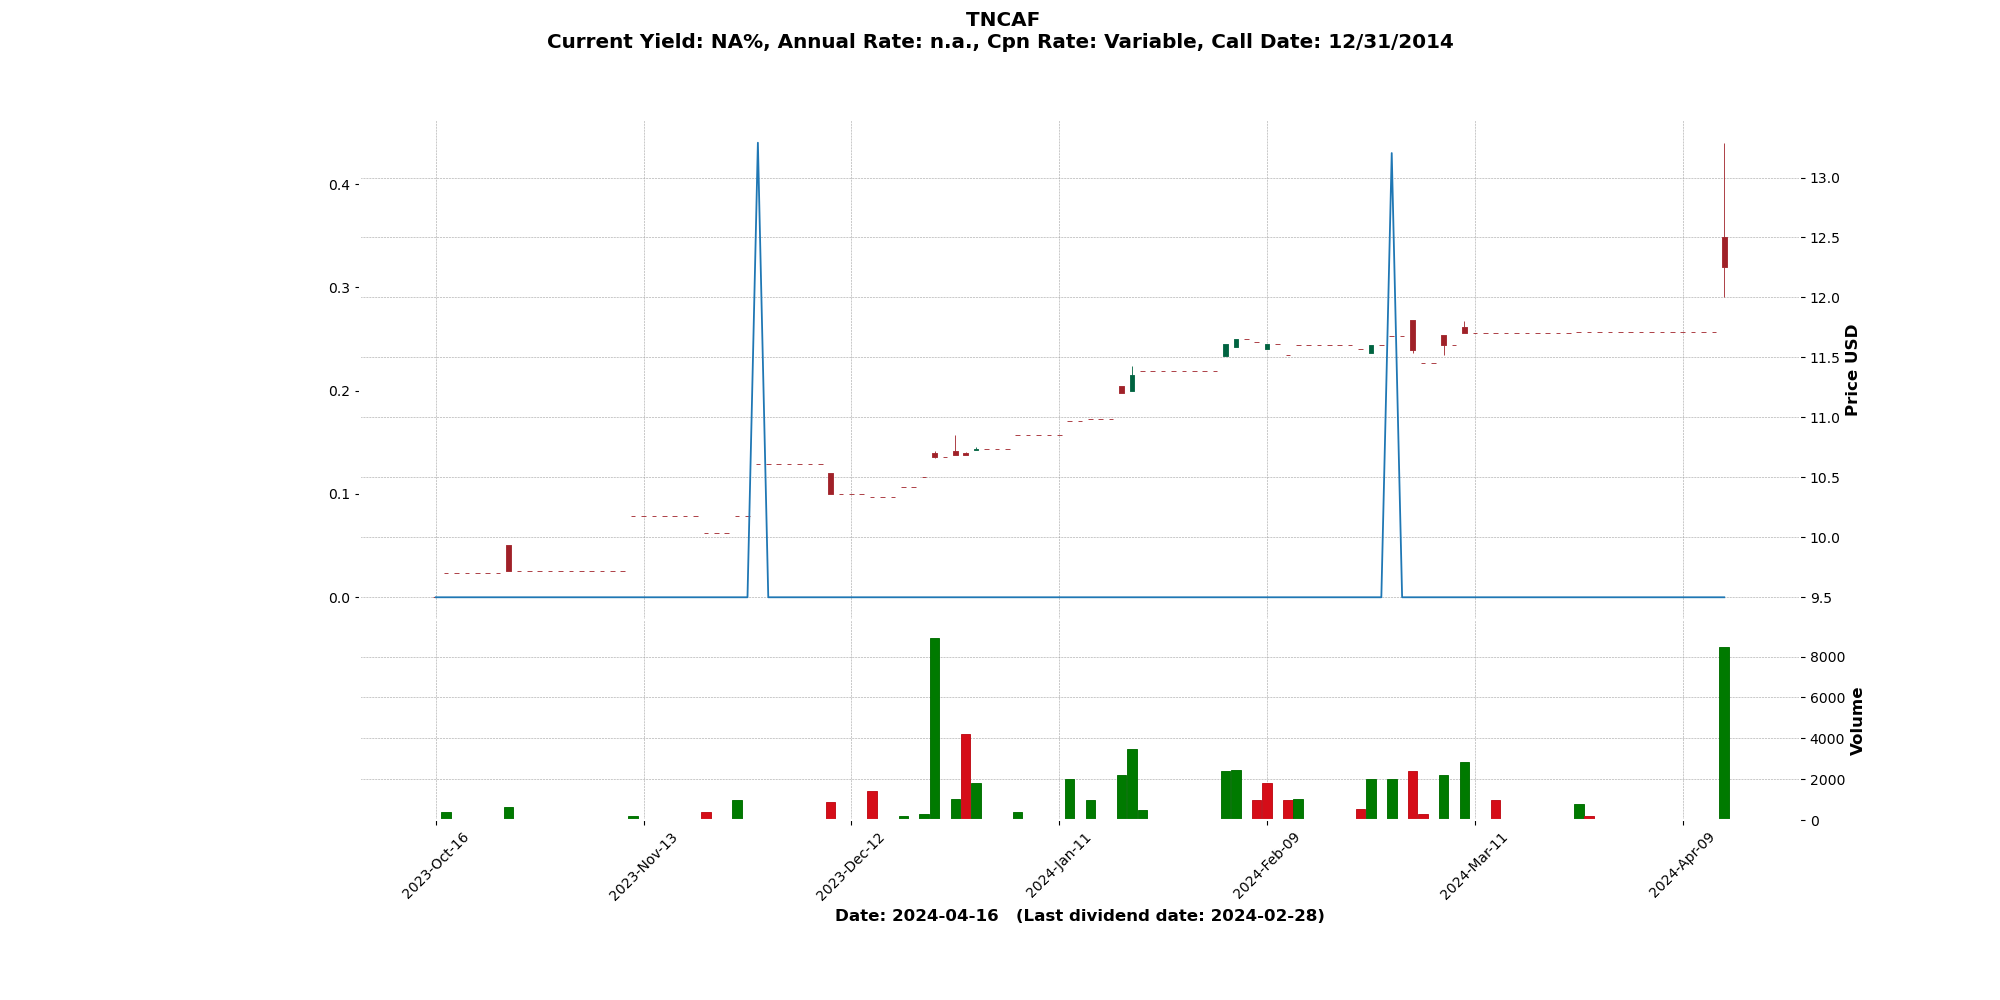 TNCAF
Current Yield: NA%, Annual Rate: n.a., Cpn Rate: Variable, Call Date: 12/31/2014
0.4
0.3
0.2
0.1
0.0
13.0
12.5
12.0
11.5
11.0
10.5
10.0
9.5
Price USD
8000
6000
4000
2000
0
Volume
2023-Oct-16
2023-Nov-13
2023-Dec-12
2024-Jan-11
2024-Feb-09
2024-Mar-11
2024-Apr-09
Date: 2024-04-16 (Last dividend date: 2024-02-28)